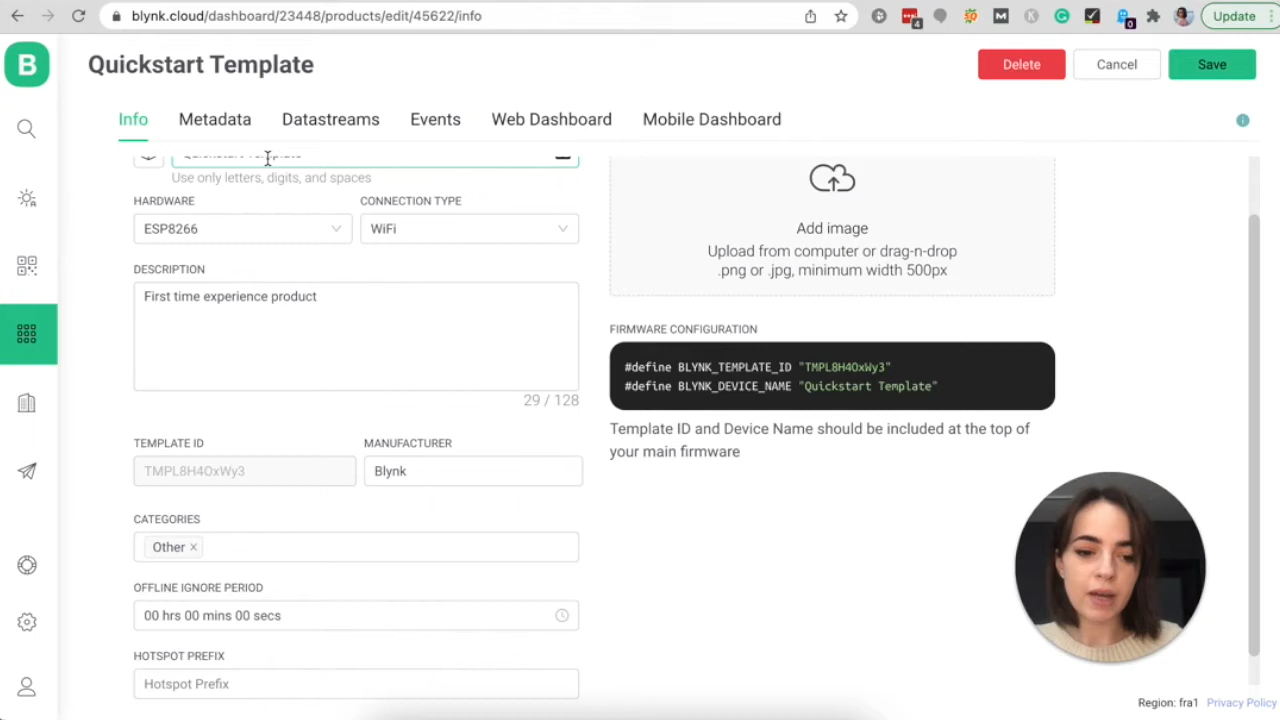 blynk.cloud/dashboard/23448/products/edit/45622/info
4
0
Update
B
Quickstart Template
Delete
Cancel
Save
Info
Metadata
Datastreams
Events
Web Dashboard
Mobile Dashboard
Quickstart Template
Use only letters, digits, and spaces
HARDWARE
CONNECTION TYPE
ESP8266
WiFi
DESCRIPTION
First time experience product
29 / 128
TEMPLATE ID
MANUFACTURER
TMPL8H4OxWy3
Blynk
CATEGORIES
Other ×
OFFLINE IGNORE PERIOD
00 hrs 00 mins 00 secs
HOTSPOT PREFIX
Hotspot Prefix
Add image
Upload from computer or drag-n-drop
.png or .jpg, minimum width 500px
FIRMWARE CONFIGURATION
#define BLYNK_TEMPLATE_ID "TMPL8H4OxWy3"
#define BLYNK_DEVICE_NAME "Quickstart Template"
Template ID and Device Name should be included at the top of
your main firmware
Region: fra1
Privacy Policy